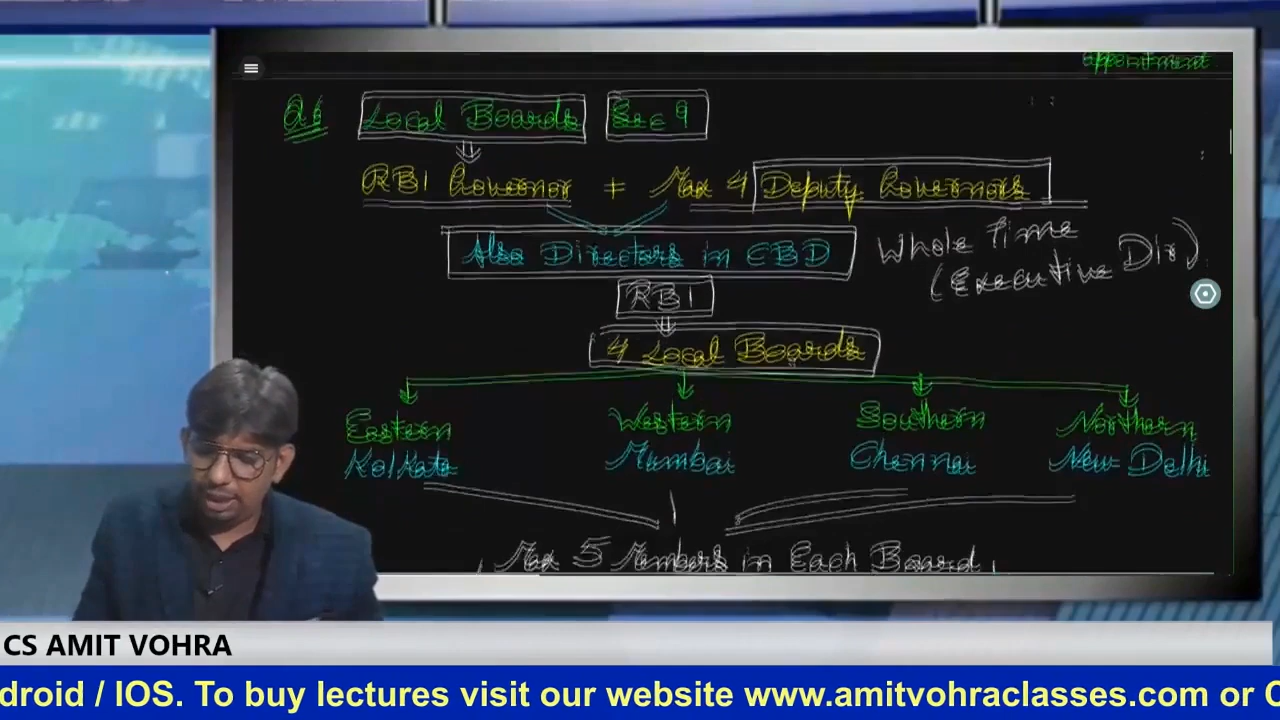 Appointment
Q6 Local Boards Sec 9
RBI Governor + Max 4 Deputy Governors
Also Directors in CBD Whole Time
(Executive Dir)
RBI
4 Local Boards
Eastern Western Southern Northern
Kolkata Mumbai Chennai New Delhi
Max 5 Members in Each Board
CS AMIT VOHRA
droid / IOS. To buy lectures visit our website www.amitvohraclasses.com or C